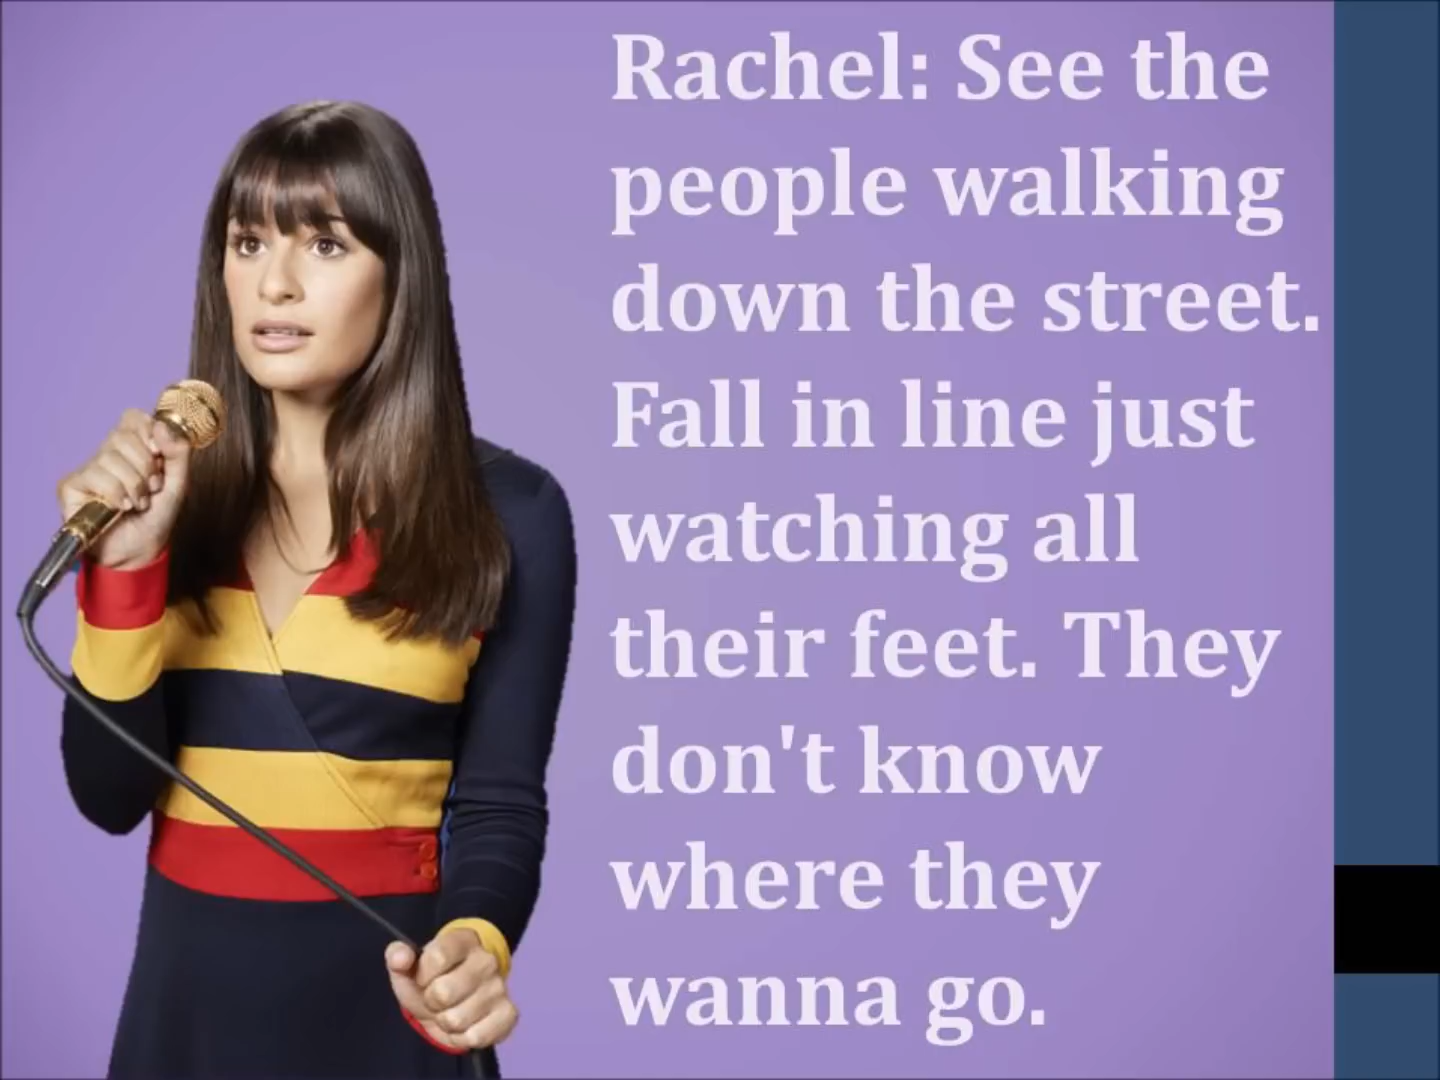 Rachel: See the
people walking
down the street.
Fall in line just
watching all
their feet. They
don't know
where they
wanna go.